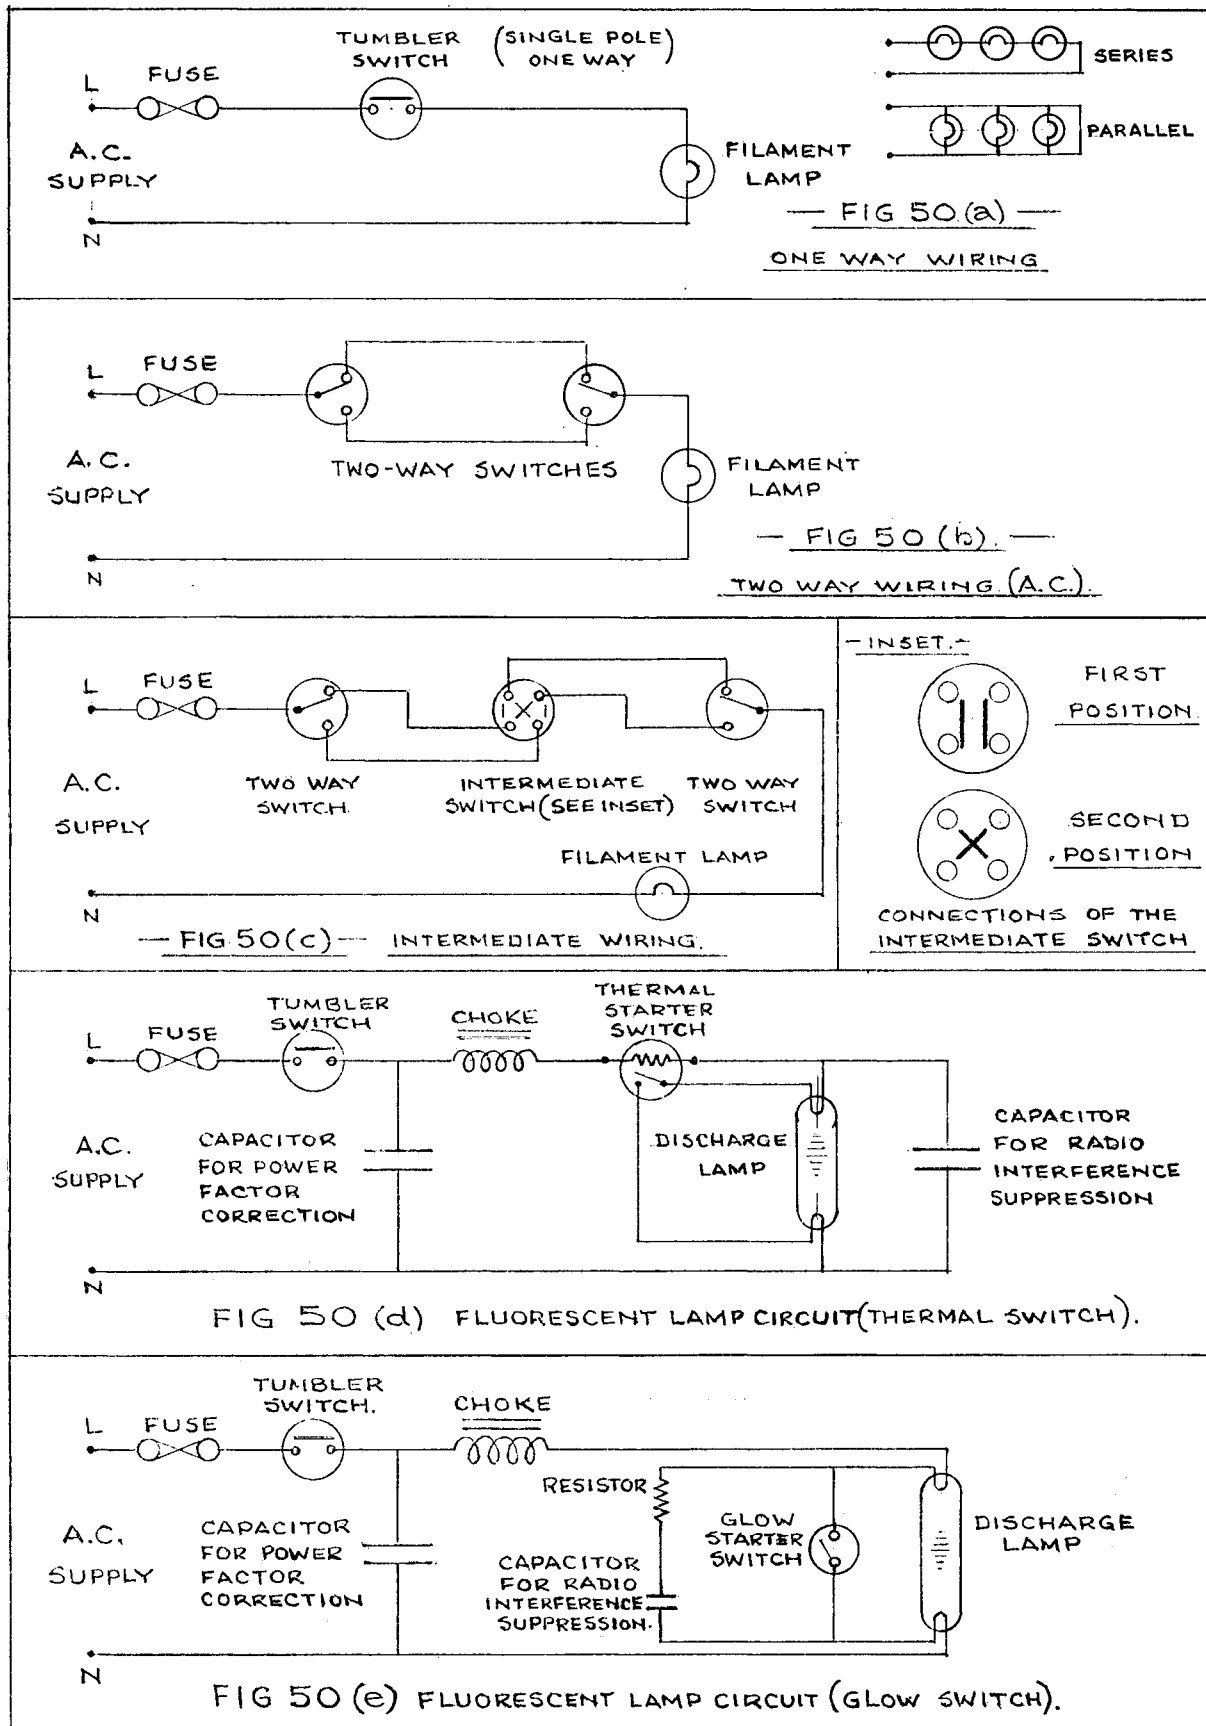 TUMBLER SWITCH (SINGLE POLE) ONE WAY
L
FUSE
A.C. SUPPLY
N
FILAMENT LAMP
SERIES
PARALLEL
— FIG 50.(a) —
ONE WAY WIRING
L
FUSE
A.C. SUPPLY
N
TWO-WAY SWITCHES
FILAMENT LAMP
— FIG 50 (b). —
TWO WAY WIRING.(A.C.).
L
FUSE
A.C.
SUPPLY
N
TWO WAY
SWITCH.
INTERMEDIATE
SWITCH(SEE INSET)
TWO WAY
SWITCH
FILAMENT LAMP
— FIG.50(c) — INTERMEDIATE WIRING.
-INSET.-
FIRST
POSITION
SECOND
POSITION
CONNECTIONS OF THE
INTERMEDIATE SWITCH
L
FUSE
TUMBLER
SWITCH
CHOKE
THERMAL
STARTER
SWITCH
A.C.
SUPPLY
N
CAPACITOR
FOR POWER
FACTOR
CORRECTION
DISCHARGE
LAMP
CAPACITOR
FOR RADIO
INTERFERENCE
SUPPRESSION
FIG 50 (d) FLUORESCENT LAMP CIRCUIT(THERMAL SWITCH).
L
FUSE
TUMBLER
SWITCH.
CHOKE
A.C.
SUPPLY
N
CAPACITOR
FOR POWER
FACTOR
CORRECTION
RESISTOR
CAPACITOR
FOR RADIO
INTERFERENCE
SUPPRESSION.
GLOW
STARTER
SWITCH
DISCHARGE
LAMP
FIG 50 (e) FLUORESCENT LAMP CIRCUIT (GLOW SWITCH).